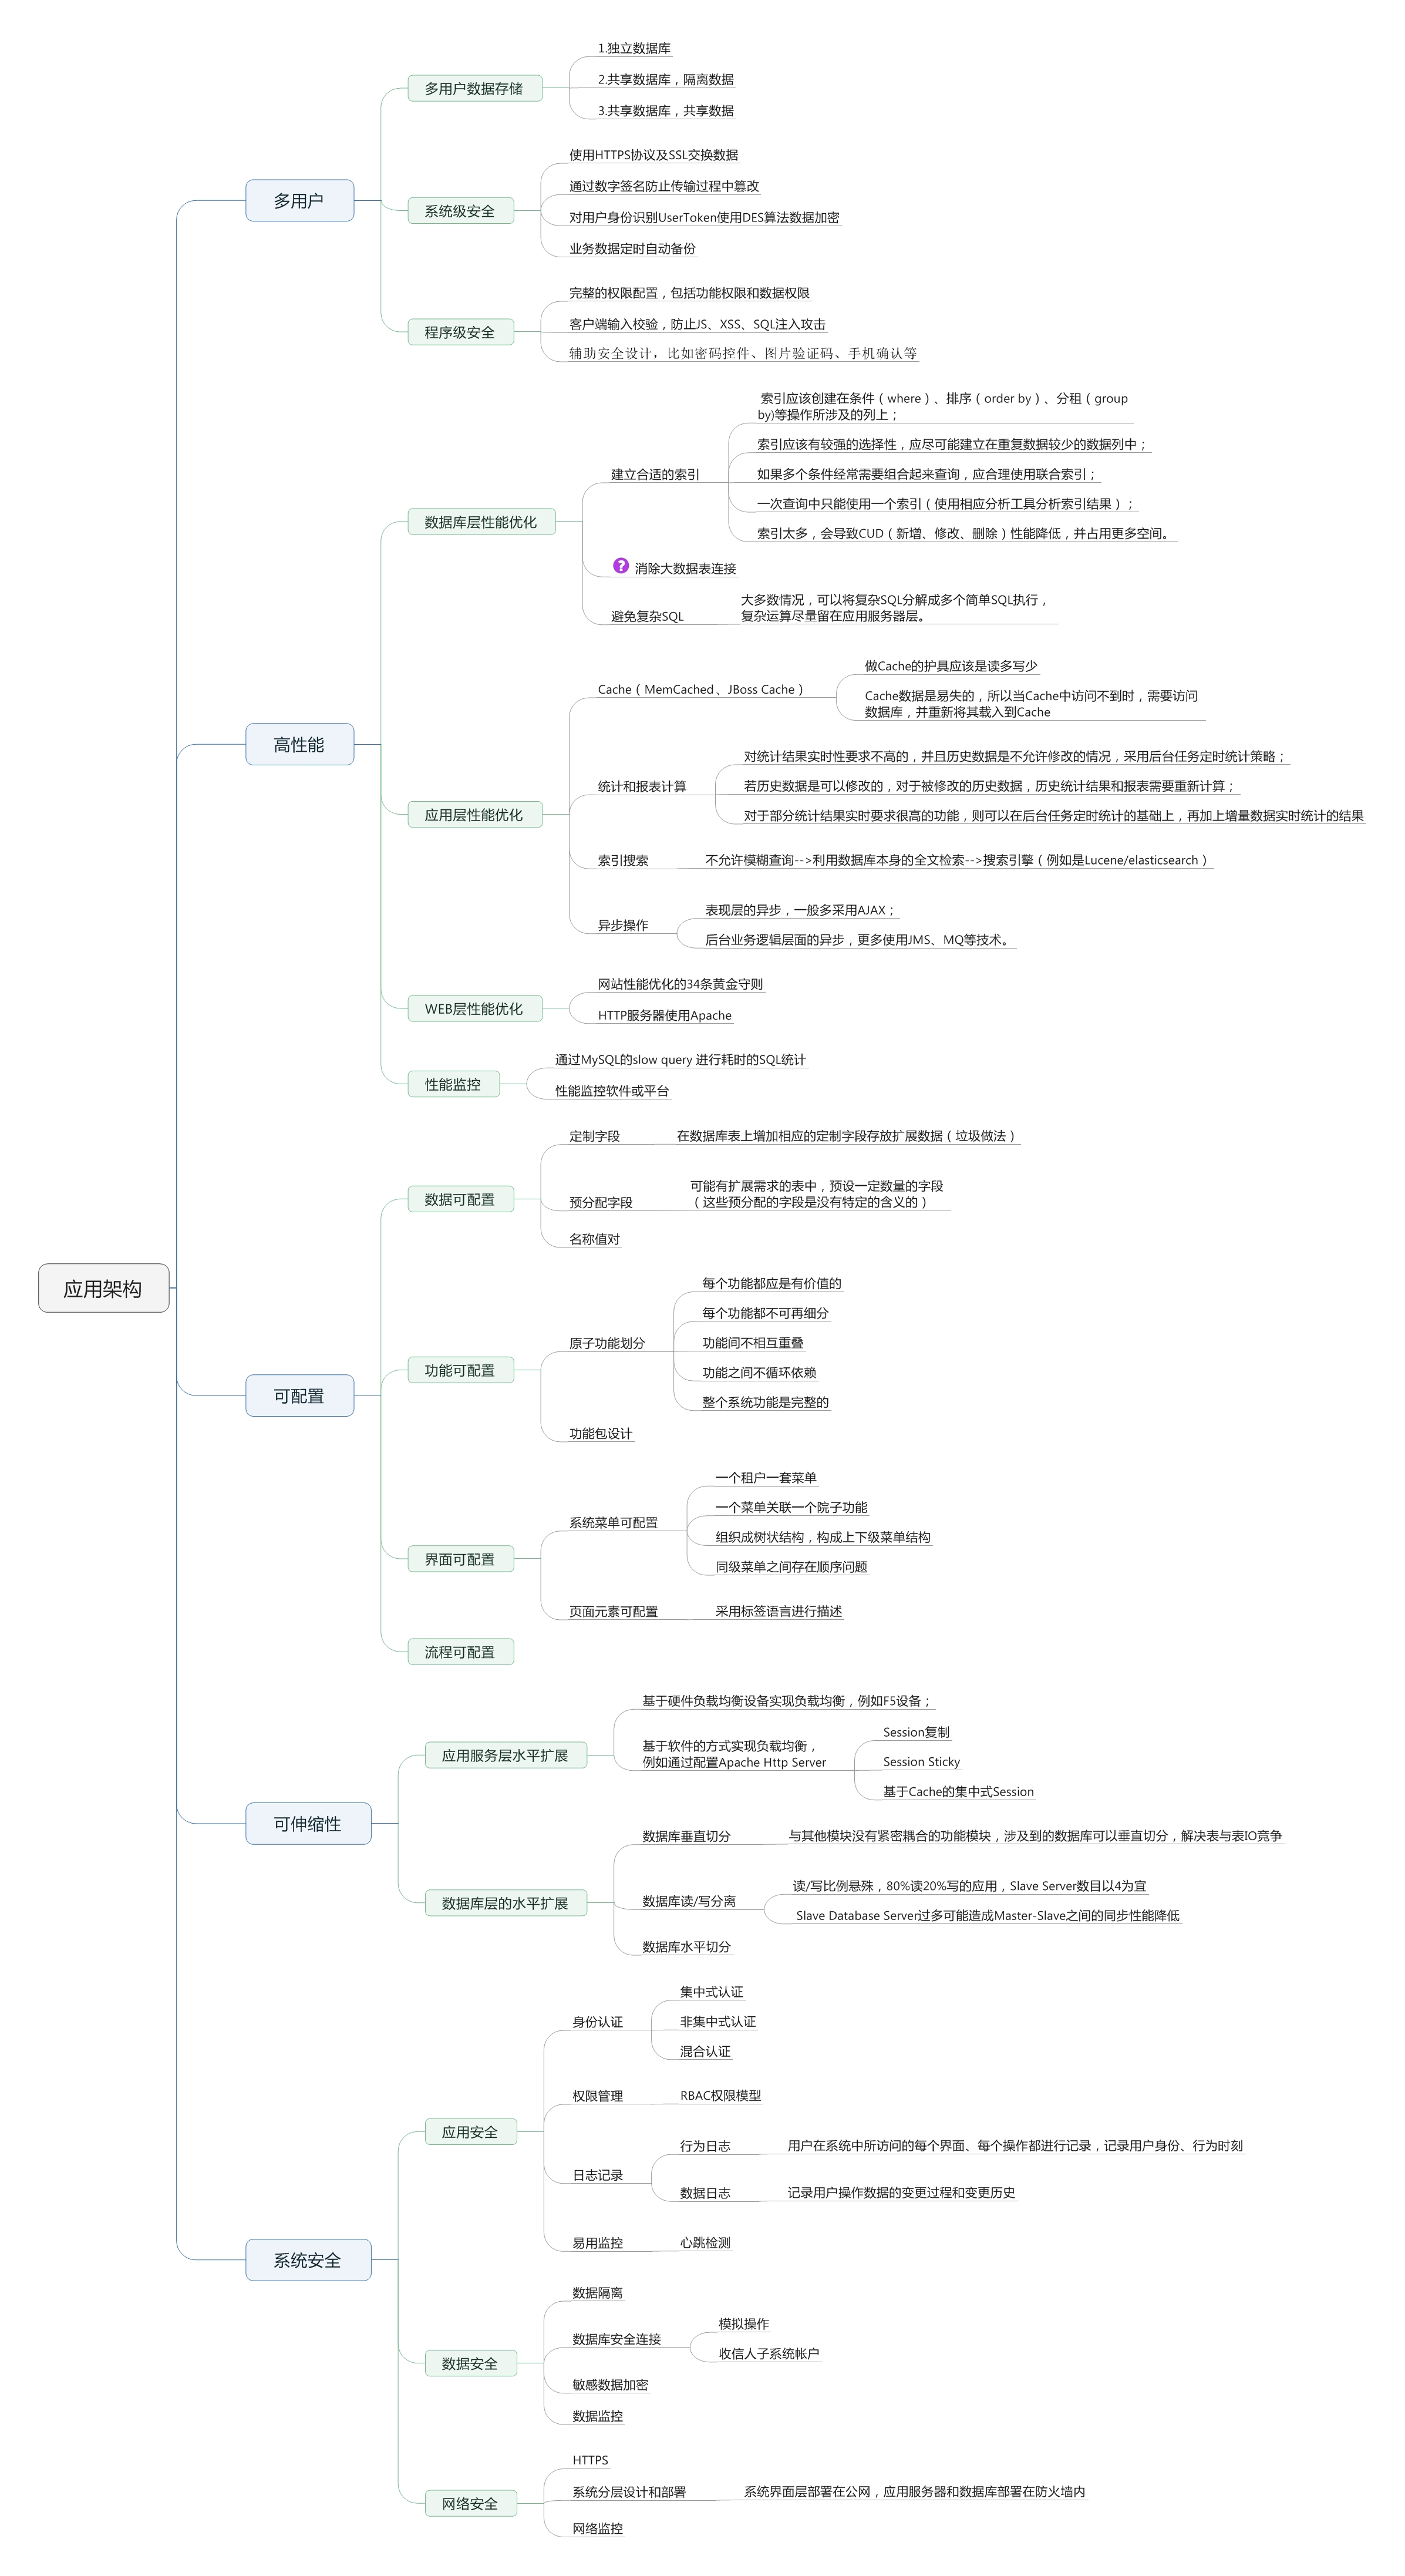 应用架构
多用户
多用户数据存储
1.独立数据库
2.共享数据库，隔离数据
3.共享数据库，共享数据
系统级安全
使用HTTPS协议及SSL交换数据
通过数字签名防止传输过程中篡改
对用户身份识别UserToken使用DES算法数据加密
业务数据定时自动备份
程序级安全
完整的权限配置，包括功能权限和数据权限
客户端输入校验，防止JS、XSS、SQL注入攻击
辅助安全设计，比如密码控件、图片验证码、手机确认等
高性能
数据库层性能优化
建立合适的索引
索引应该创建在条件（where）、排序（order by）、分租（group
by)等操作所涉及的列上；
索引应该有较强的选择性，应尽可能建立在重复数据较少的数据列中；
如果多个条件经常需要组合起来查询，应合理使用联合索引；
一次查询中只能使用一个索引（使用相应分析工具分析索引结果）；
索引太多，会导致CUD（新增、修改、删除）性能降低，并占用更多空间。
? 消除大数据表连接
避免复杂SQL
大多数情况，可以将复杂SQL分解成多个简单SQL执行，
复杂运算尽量留在应用服务器层。
应用层性能优化
Cache（MemCached、JBoss Cache）
做Cache的护具应该是读多写少
Cache数据是易失的，所以当Cache中访问不到时，需要访问
数据库，并重新将其载入到Cache
统计和报表计算
对统计结果实时性要求不高的，并且历史数据是不允许修改的情况，采用后台任务定时统计策略；
若历史数据是可以修改的，对于被修改的历史数据，历史统计结果和报表需要重新计算；
对于部分统计结果实时要求很高的功能，则可以在后台任务定时统计的基础上，再加上增量数据实时统计的结果
索引搜索
不允许模糊查询-->利用数据库本身的全文检索-->搜索引擎（例如是Lucene/elasticsearch）
异步操作
表现层的异步，一般多采用AJAX；
后台业务逻辑层面的异步，更多使用JMS、MQ等技术。
WEB层性能优化
网站性能优化的34条黄金守则
HTTP服务器使用Apache
性能监控
通过MySQL的slow query 进行耗时的SQL统计
性能监控软件或平台
可配置
数据可配置
定制字段
在数据库表上增加相应的定制字段存放扩展数据（垃圾做法）
预分配字段
可能有扩展需求的表中，预设一定数量的字段
（这些预分配的字段是没有特定的含义的）
名称值对
功能可配置
原子功能划分
每个功能都应是有价值的
每个功能都不可再细分
功能间不相互重叠
功能之间不循环依赖
整个系统功能是完整的
功能包设计
界面可配置
系统菜单可配置
一个租户一套菜单
一个菜单关联一个院子功能
组织成树状结构，构成上下级菜单结构
同级菜单之间存在顺序问题
页面元素可配置
采用标签语言进行描述
流程可配置
可伸缩性
应用服务层水平扩展
基于硬件负载均衡设备实现负载均衡，例如F5设备；
基于软件的方式实现负载均衡，
例如通过配置Apache Http Server
Session复制
Session Sticky
基于Cache的集中式Session
数据库层的水平扩展
数据库垂直切分
与其他模块没有紧密耦合的功能模块，涉及到的数据库可以垂直切分，解决表与表IO竞争
数据库读/写分离
读/写比例悬殊，80%读20%写的应用，Slave Server数目以4为宜
Slave Database Server过多可能造成Master-Slave之间的同步性能降低
数据库水平切分
系统安全
应用安全
身份认证
集中式认证
非集中式认证
混合认证
权限管理
RBAC权限模型
日志记录
行为日志
用户在系统中所访问的每个界面、每个操作都进行记录，记录用户身份、行为时刻
数据日志
记录用户操作数据的变更过程和变更历史
易用监控
心跳检测
数据安全
数据隔离
数据库安全连接
模拟操作
收信人子系统帐户
敏感数据加密
数据监控
网络安全
HTTPS
系统分层设计和部署
系统界面层部署在公网，应用服务器和数据库部署在防火墙内
网络监控